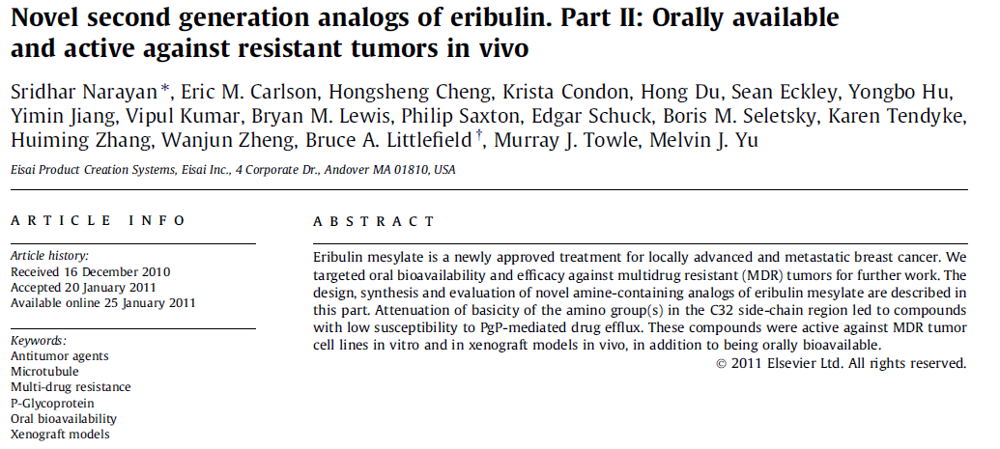 Novel second generation analogs of eribulin. Part II: Orally available
and active against resistant tumors in vivo
Sridhar Narayan*, Eric M. Carlson, Hongsheng Cheng, Krista Condon, Hong Du, Sean Eckley, Yongbo Hu,
Yimin Jiang, Vipul Kumar, Bryan M. Lewis, Philip Saxton, Edgar Schuck, Boris M. Seletsky, Karen Tendyke,
Huiming Zhang, Wanjun Zheng, Bruce A. Littlefield†, Murray J. Towle, Melvin J. Yu
Eisai Product Creation Systems, Eisai Inc., 4 Corporate Dr., Andover MA 01810, USA
ARTICLE INFO
Article history:
Received 16 December 2010
Accepted 20 January 2011
Available online 25 January 2011
Keywords:
Antitumor agents
Microtubule
Multi-drug resistance
P-Glycoprotein
Oral bioavailability
Xenograft models
ABSTRACT
Eribulin mesylate is a newly approved treatment for locally advanced and metastatic breast cancer. We
targeted oral bioavailability and efficacy against multidrug resistant (MDR) tumors for further work. The
design, synthesis and evaluation of novel amine-containing analogs of eribulin mesylate are described in
this part. Attenuation of basicity of the amino group(s) in the C32 side-chain region led to compounds
with low susceptibility to PgP-mediated drug efflux. These compounds were active against MDR tumor
cell lines in vitro and in xenograft models in vivo, in addition to being orally bioavailable.
© 2011 Elsevier Ltd. All rights reserved.